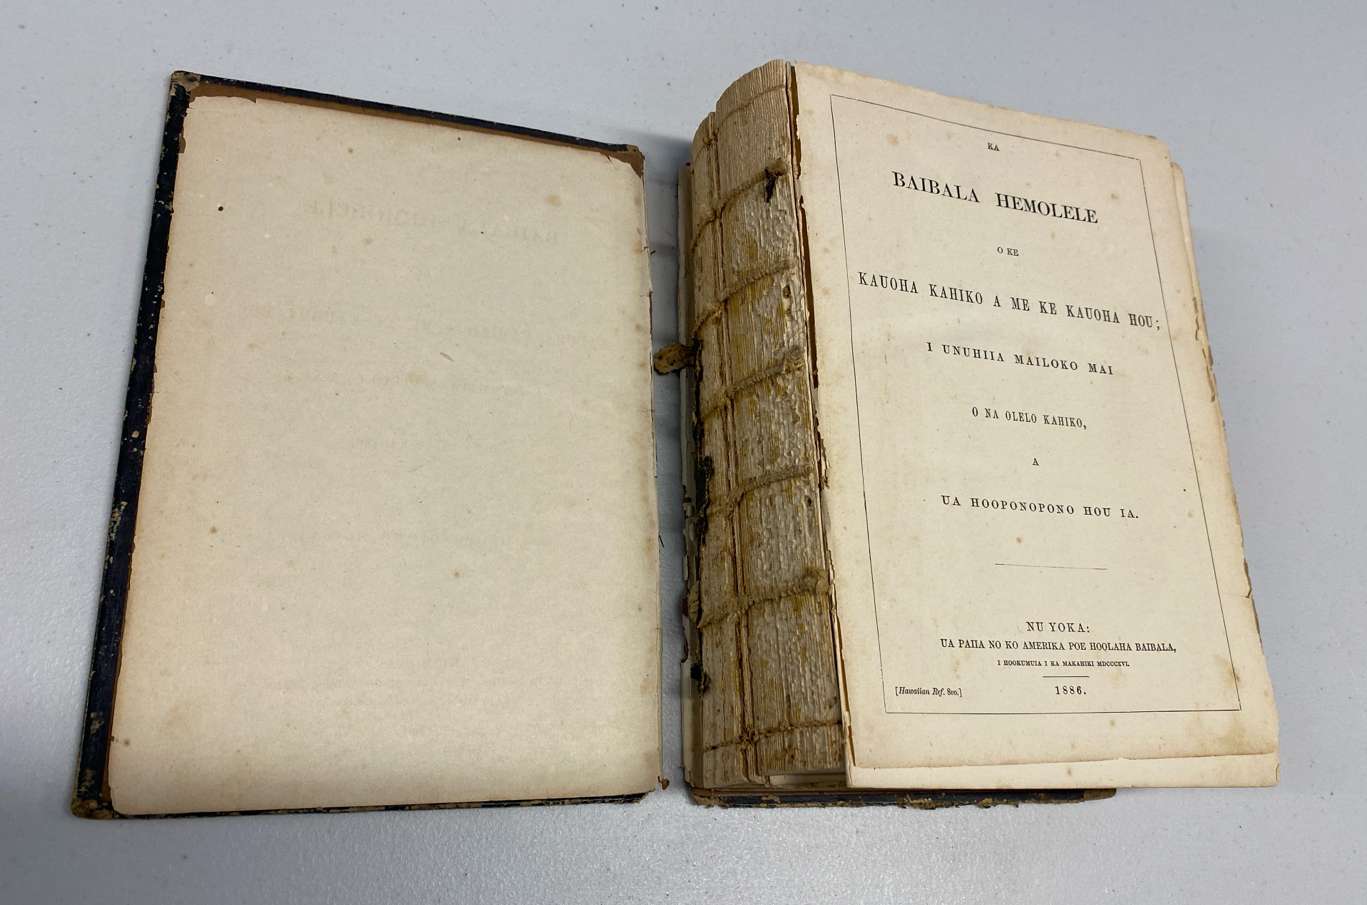 KA
BAIBALA HEMOLELE
O KE
KAUOHA KAHIKO A ME KE KAUOHA HOU;
I UNUHIIA MAILOKO MAI
O NA OLELO KAHIKO,
A
UA HOOPONOPONO HOU IA.
NU YOKA:
UA PAIIA NO KO AMERIKA POE HOOLAHA BAIBALA,
I HOOKUMUIA I KA MAKAHIKI MDCCCXVI.
[Hawaiian Ref. 8vo.]
1886.